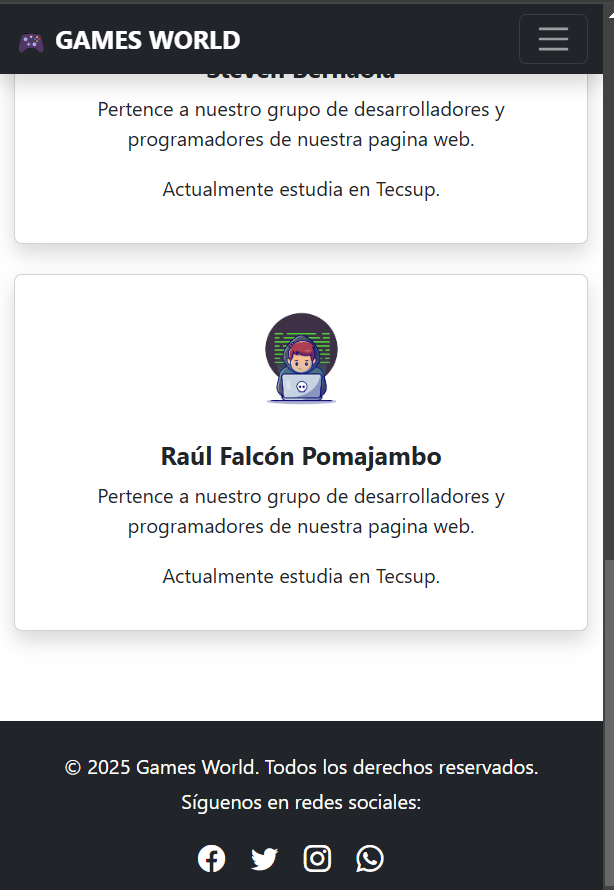 GAMES WORLD
Steven Bernaola
Pertence a nuestro grupo de desarrolladores y
programadores de nuestra pagina web.
Actualmente estudia en Tecsup.
Raúl Falcón Pomajambo
Pertence a nuestro grupo de desarrolladores y
programadores de nuestra pagina web.
Actualmente estudia en Tecsup.
© 2025 Games World. Todos los derechos reservados.
Síguenos en redes sociales: